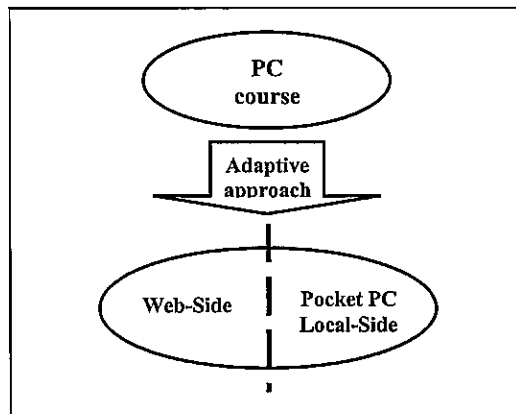 PC
course
Adaptive
approach
Web-Side
Pocket PC
Local-Side